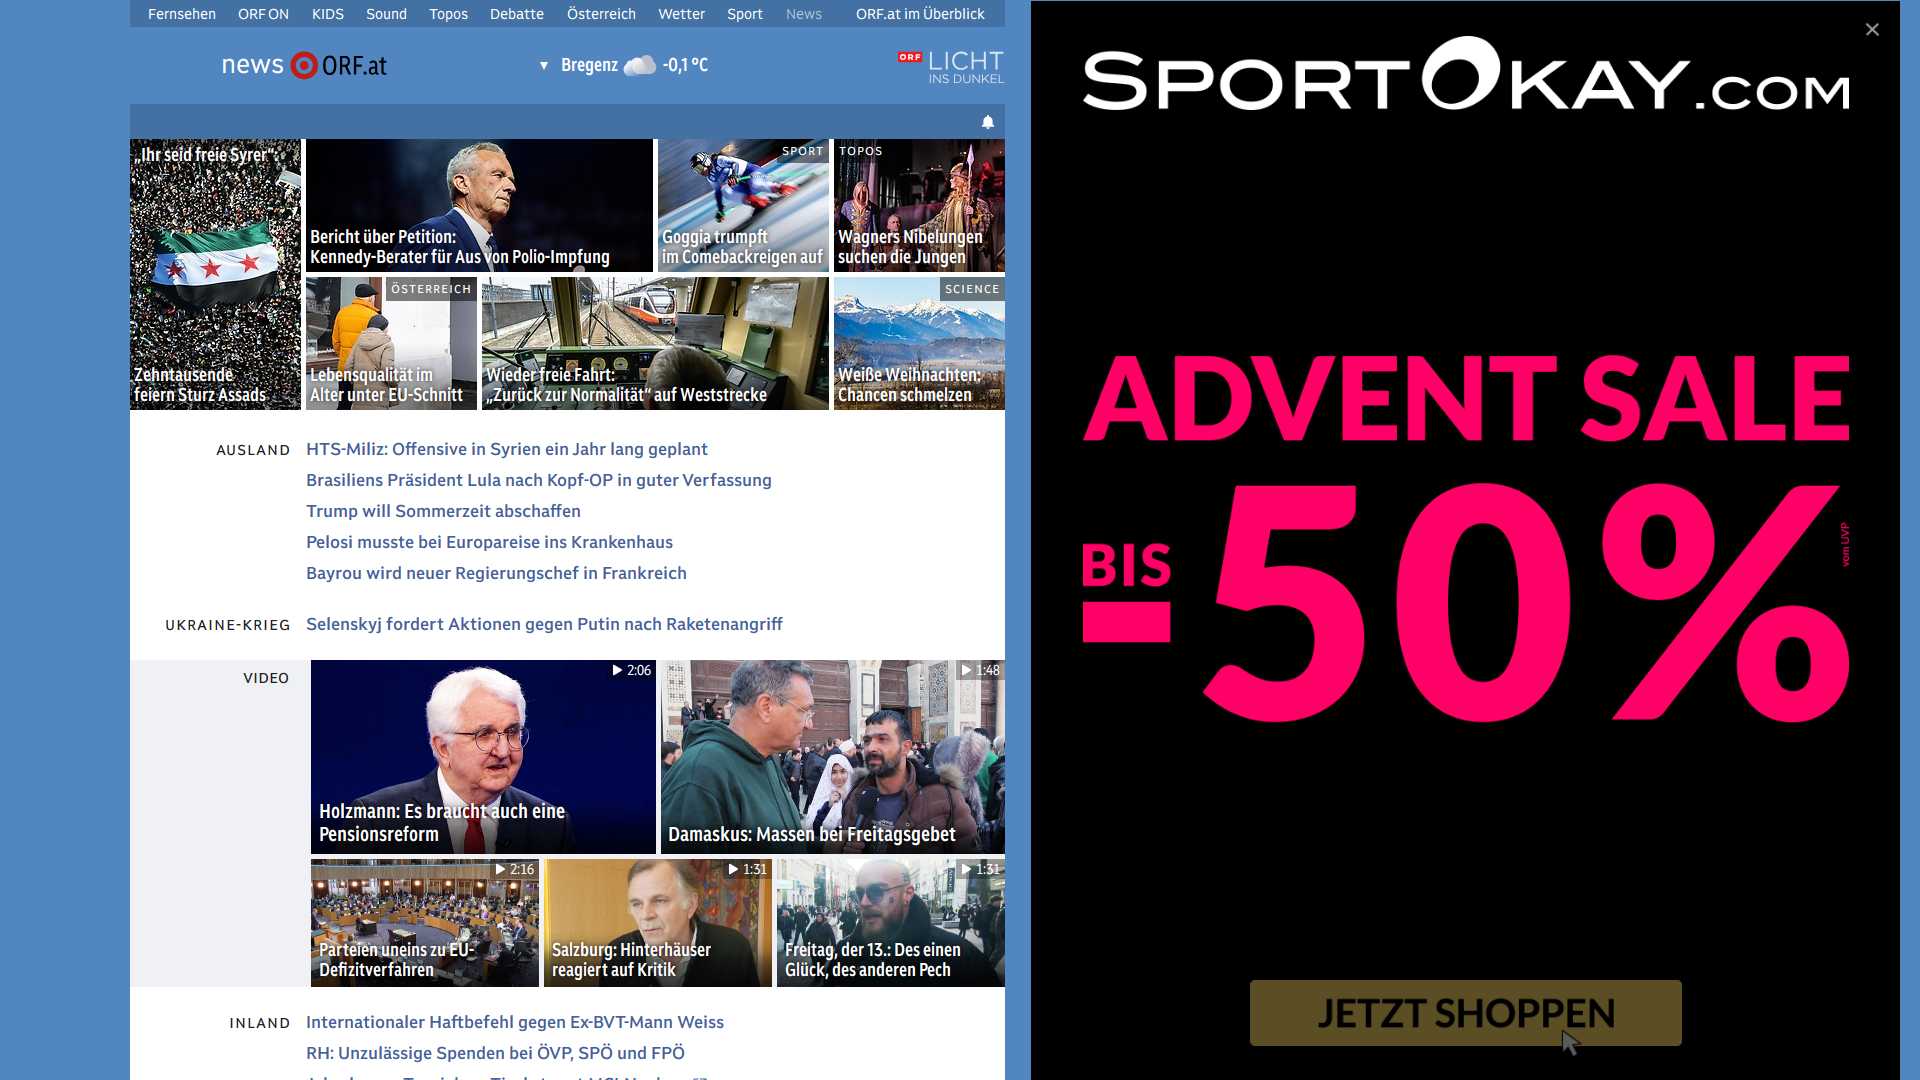 Fernsehen ORF ON KIDS Sound Topos Debatte Österreich Wetter Sport News ORF.at im Überblick
news ORF.at
▼ Bregenz -0,1 °C
ORF LICHT
INS DUNKEL
„Ihr seid freie Syrer“:
Zehntausende
feiern Sturz Assads
Bericht über Petition:
Kennedy-Berater für Aus von Polio-Impfung
SPORT
Goggia trumpft
im Comebackreigen auf
TOPOS
Wagners Nibelungen
suchen die Jungen
ÖSTERREICH
Lebensqualität im
Alter unter EU-Schnitt
Wieder freie Fahrt:
„Zurück zur Normalität“ auf Weststrecke
SCIENCE
Weiße Weihnachten:
Chancen schmelzen
AUSLAND
HTS-Miliz: Offensive in Syrien ein Jahr lang geplant
Brasiliens Präsident Lula nach Kopf-OP in guter Verfassung
Trump will Sommerzeit abschaffen
Pelosi musste bei Europareise ins Krankenhaus
Bayrou wird neuer Regierungschef in Frankreich
UKRAINE-KRIEG
Selenskyj fordert Aktionen gegen Putin nach Raketenangriff
VIDEO
2:06
Holzmann: Es braucht auch eine
Pensionsreform
1:48
Damaskus: Massen bei Freitagsgebet
2:16
Parteien uneins zu EU-
Defizitverfahren
1:31
Salzburg: Hinterhäuser
reagiert auf Kritik
1:31
Freitag, der 13.: Des einen
Glück, des anderen Pech
INLAND
Internationaler Haftbefehl gegen Ex-BVT-Mann Weiss
RH: Unzulässige Spenden bei ÖVP, SPÖ und FPÖ
SPORTOKAY.COM
ADVENT SALE
BIS
-50%
vom UVP
JETZT SHOPPEN